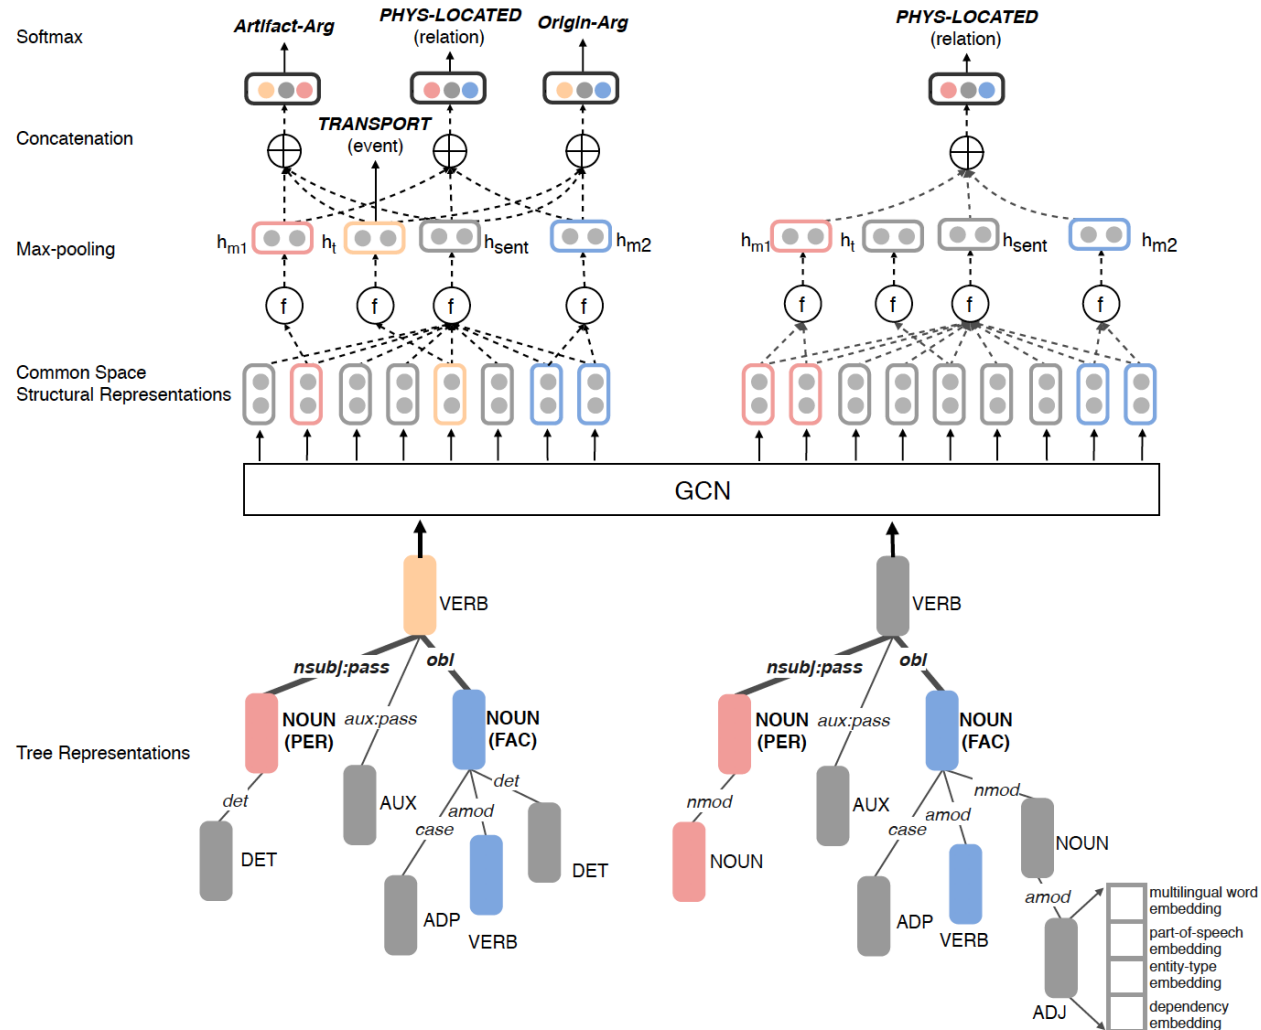 Softmax
Artifact-Arg
PHYS-LOCATED
(relation)
Origin-Arg
PHYS-LOCATED
(relation)
Concatenation
TRANSPORT
(event)
Max-pooling
hm1
ht
hsent
hm2
hm1
ht
hsent
hm2
f
f
f
f
f
f
f
f
Common Space
Structural Representations
GCN
VERB
VERB
nsubj:pass
obl
nsubj:pass
obl
NOUN
(PER)
aux:pass
NOUN
(FAC)
NOUN
(PER)
aux:pass
NOUN
(FAC)
Tree Representations
det
AUX
case
amod
det
nmod
AUX
case
amod
nmod
DET
ADP
VERB
DET
NOUN
ADP
VERB
NOUN
amod
ADJ
multilingual word
embedding
part-of-speech
embedding
entity-type
embedding
dependency
embedding